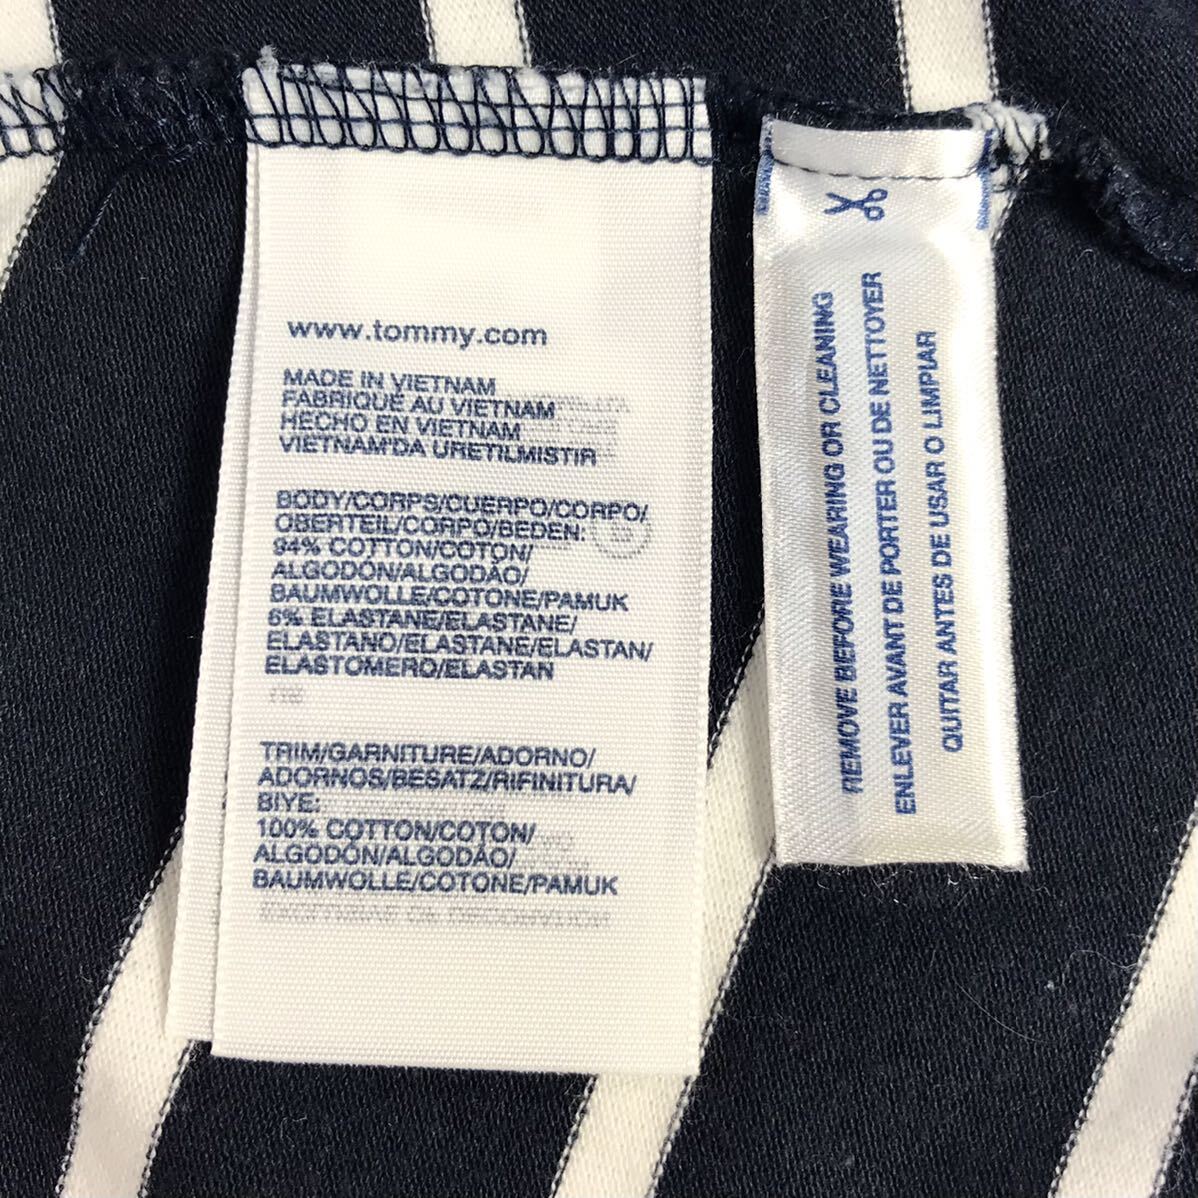 www.tommy.com
MADE IN VIETNAM
FABRIQUÉ AU VIETNAM
HECHO EN VIETNAM
VIETNAM'DA URETILMISTIR
BODY/CORPS/CUERPO/CORPO/
OBERTEIL/CORPO/BEDEN:
94% COTTON/COTON/
ALGODÓN/ALGODÃO/
BAUMWOLLE/COTONE/PAMUK
6% ELASTANE/ELASTANE/
ELASTANO/ELASTANE/ELASTAN/
ELASTOMERO/ELASTAN
TRIM/GARNITURE/ADORNO/
ADORNOS/BESATZ/RIFINITURA/
BIYE:
100% COTTON/COTON/
ALGODÓN/ALGODÃO/
BAUMWOLLE/COTONE/PAMUK
REMOVE BEFORE WEARING OR CLEANING
ENLEVER AVANT DE PORTER OU DE NETTOYER
QUITAR ANTES DE USAR O LIMPIAR